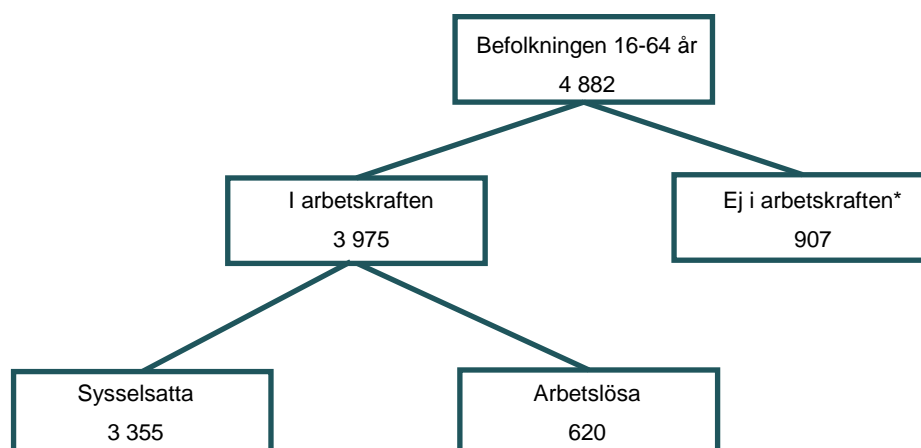 Befolkningen 16-64 år
4 882
I arbetskraften
3 975
Ej i arbetskraften*
907
Sysselsatta
3 355
Arbetslösa
620